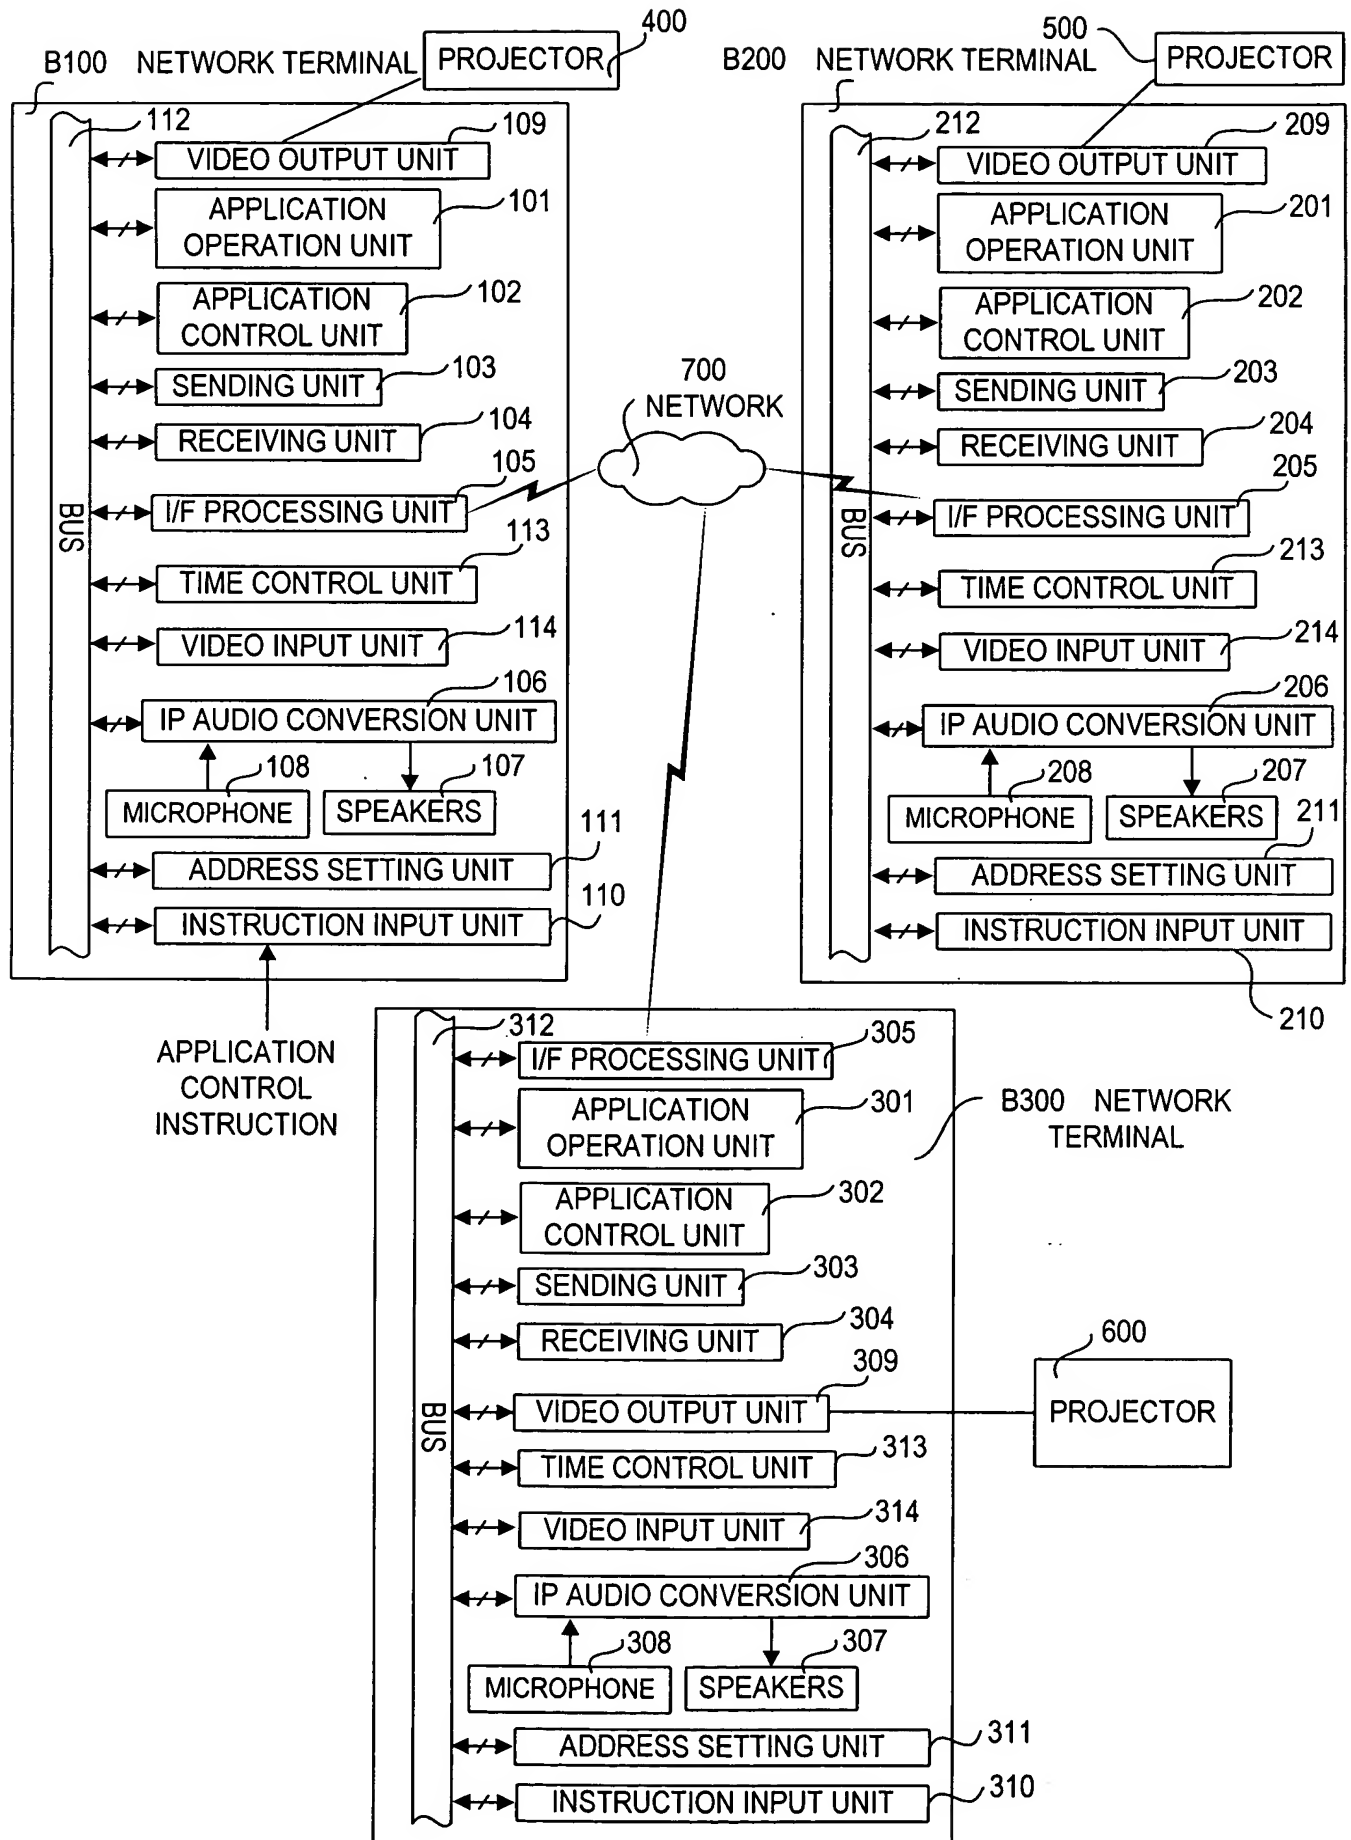 B100 NETWORK TERMINAL
PROJECTOR
400
112
109
VIDEO OUTPUT UNIT
101
APPLICATION
OPERATION UNIT
102
APPLICATION
CONTROL UNIT
103
SENDING UNIT
104
RECEIVING UNIT
105
I/F PROCESSING UNIT
BUS
113
TIME CONTROL UNIT
114
VIDEO INPUT UNIT
106
IP AUDIO CONVERSION UNIT
108
107
MICROPHONE
SPEAKERS
111
ADDRESS SETTING UNIT
110
INSTRUCTION INPUT UNIT
APPLICATION
CONTROL
INSTRUCTION
700
NETWORK
B200 NETWORK TERMINAL
500
PROJECTOR
212
209
VIDEO OUTPUT UNIT
201
APPLICATION
OPERATION UNIT
202
APPLICATION
CONTROL UNIT
203
SENDING UNIT
204
RECEIVING UNIT
205
I/F PROCESSING UNIT
BUS
213
TIME CONTROL UNIT
214
VIDEO INPUT UNIT
206
IP AUDIO CONVERSION UNIT
208
207
MICROPHONE
SPEAKERS
211
ADDRESS SETTING UNIT
INSTRUCTION INPUT UNIT
210
312
305
I/F PROCESSING UNIT
301
APPLICATION
OPERATION UNIT
B300 NETWORK
TERMINAL
302
APPLICATION
CONTROL UNIT
303
SENDING UNIT
304
RECEIVING UNIT
309
VIDEO OUTPUT UNIT
600
PROJECTOR
BUS
313
TIME CONTROL UNIT
314
VIDEO INPUT UNIT
306
IP AUDIO CONVERSION UNIT
308
307
MICROPHONE
SPEAKERS
311
ADDRESS SETTING UNIT
310
INSTRUCTION INPUT UNIT